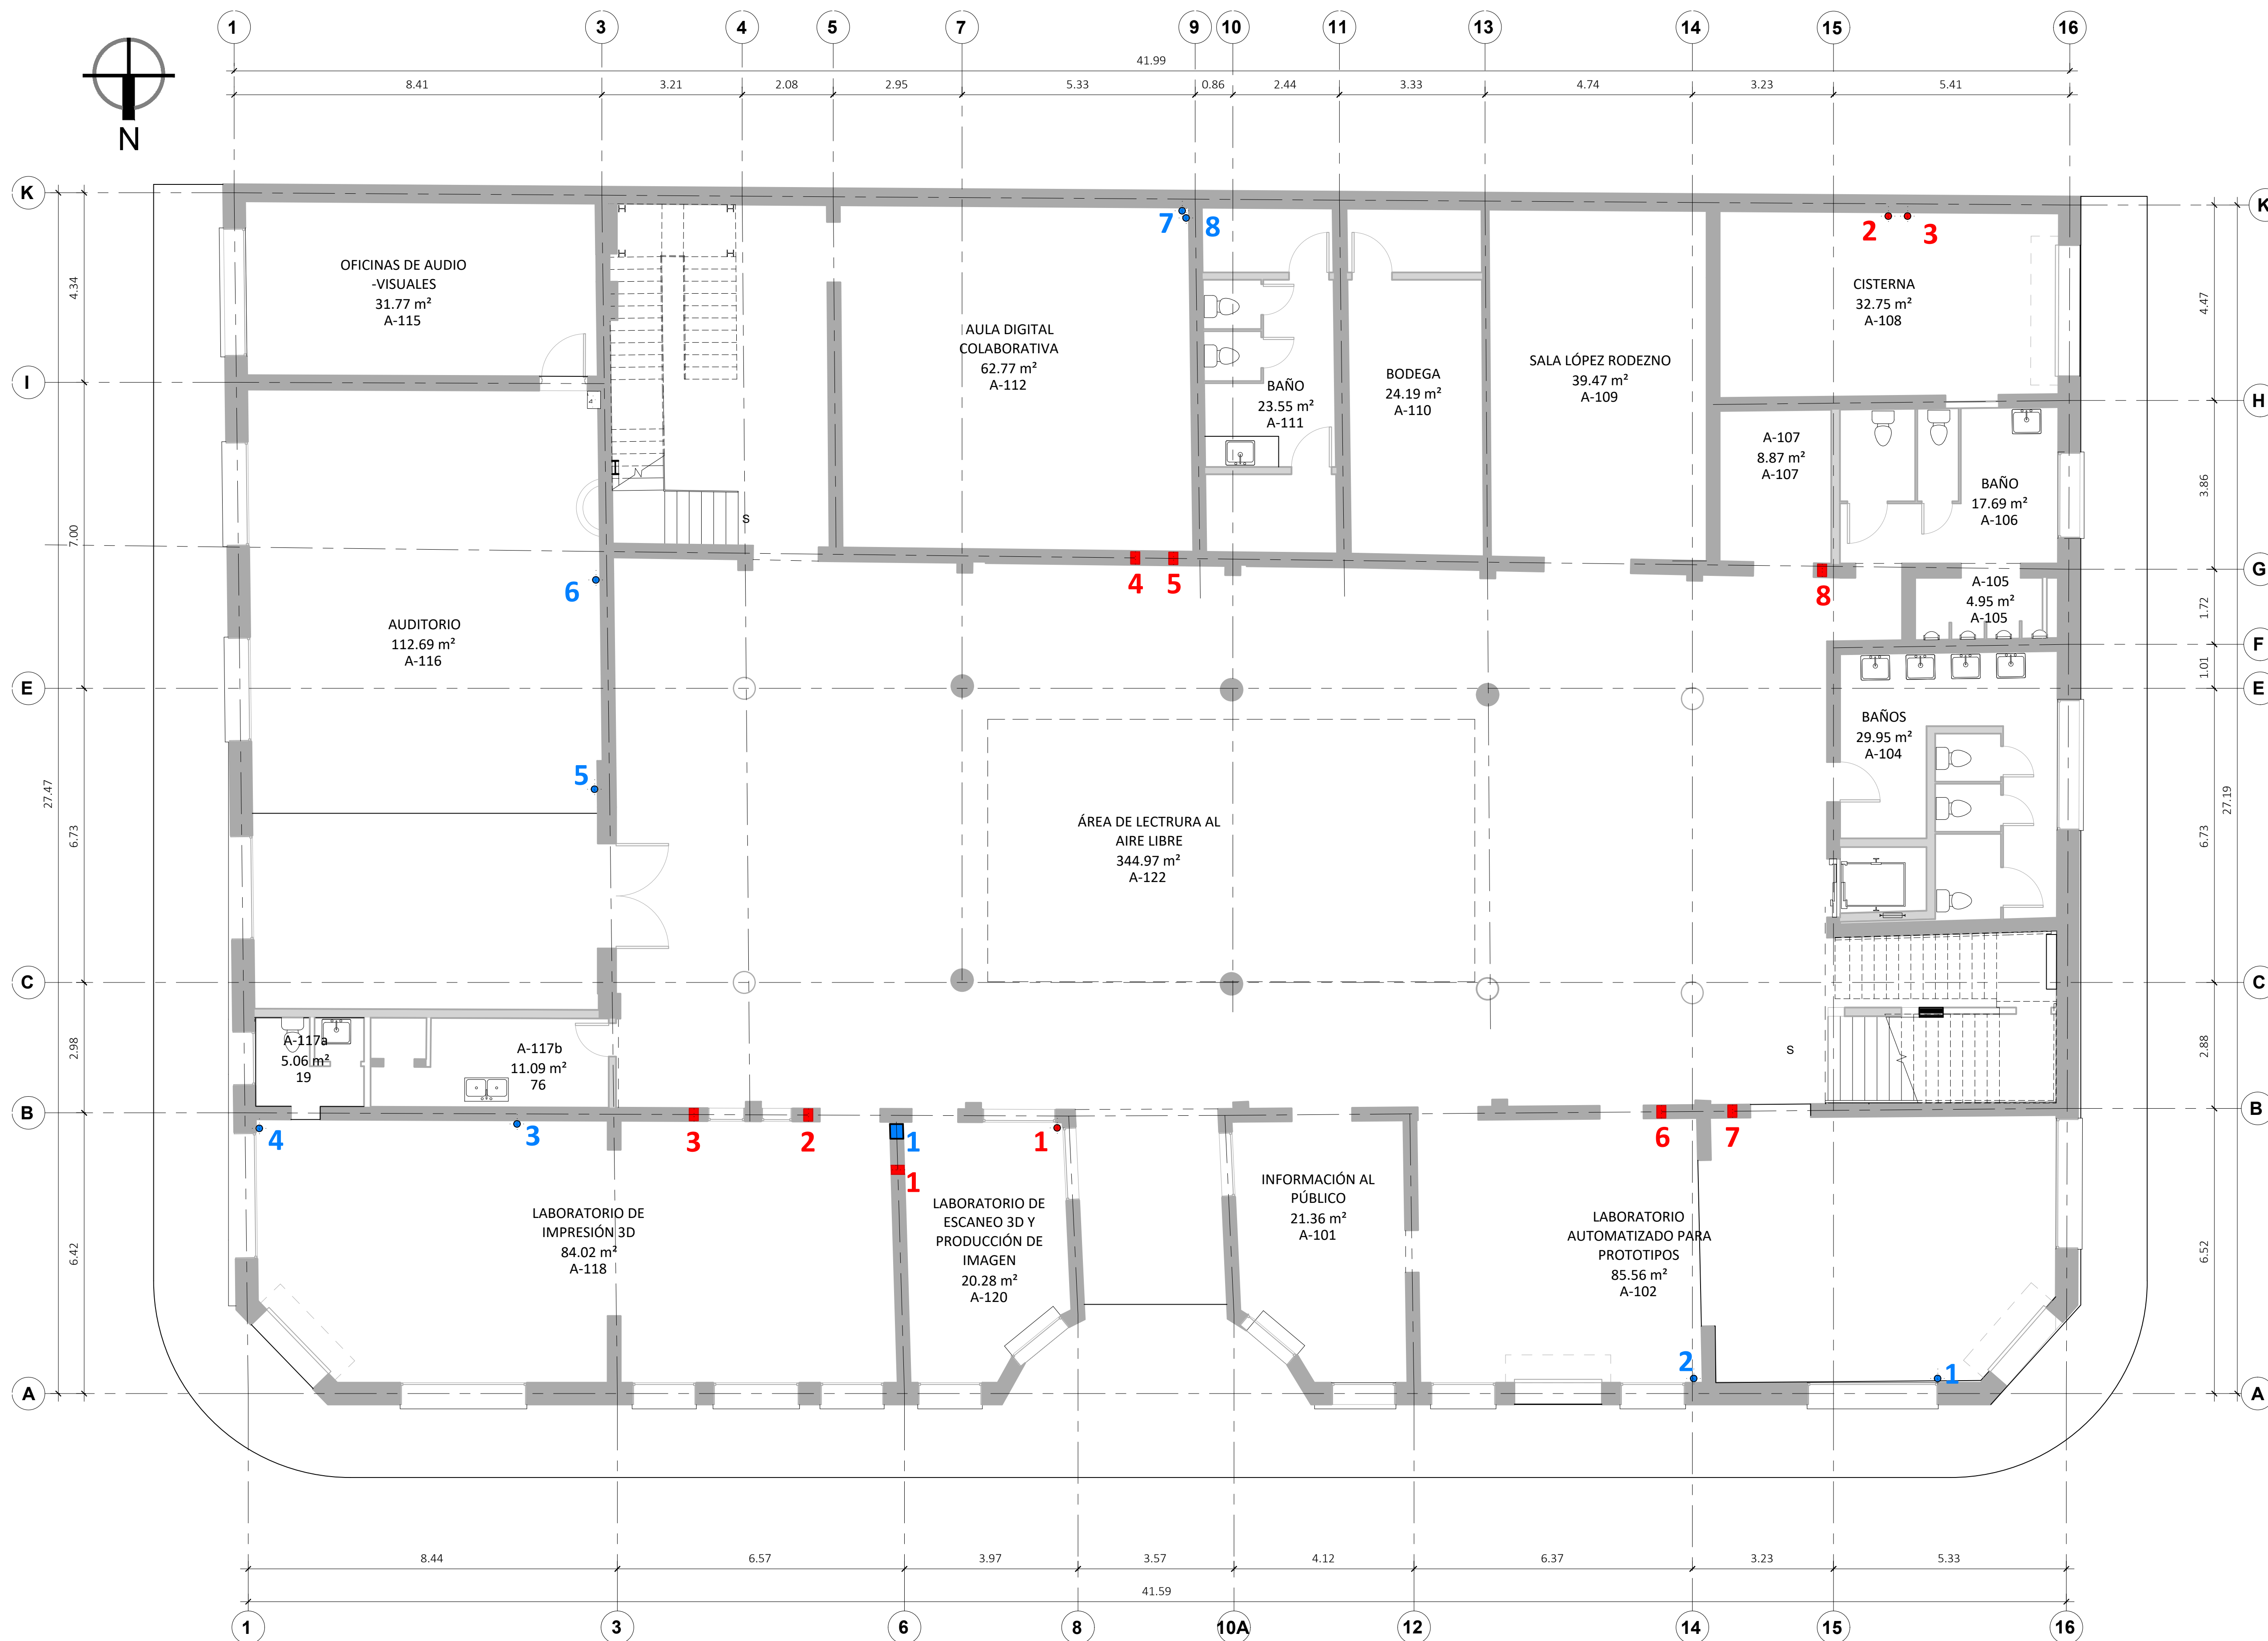 1 3 4 5 7 9 10 11 13 14 15 16
41.99
8.41 3.21 2.08 2.95 5.33 0.86 2.44 3.33 4.74 3.23 5.41
N
K
K
7 8
2 3
OFICINAS DE AUDIO
-VISUALES
31.77 m²
A-115
4.34
CISTERNA
32.75 m²
A-108
4.47
AULA DIGITAL
COLABORATIVA
62.77 m²
A-112
SALA LÓPEZ RODEZNO
39.47 m²
A-109
BODEGA
24.19 m²
A-110
BAÑO
23.55 m²
A-111
I
H
A-107
8.87 m²
A-107
BAÑO
17.69 m²
A-106
3.86
7.00
S
4 5
8
G
6
A-105
4.95 m²
A-105
1.72
AUDITORIO
112.69 m²
A-116
F
1.01
E
E
BAÑOS
29.95 m²
A-104
5
27.47
27.19
6.73
6.73
ÁREA DE LECTRURA AL
AIRE LIBRE
344.97 m²
A-122
C
C
A-117a
5.06 m²
19
A-117b
11.09 m²
76
2.98
2.88
S
B
B
4 3
3 2 1 1
6 7
1
INFORMACIÓN AL
PÚBLICO
21.36 m²
A-101
LABORATORIO DE
ESCANEO 3D Y
PRODUCCIÓN DE
IMAGEN
20.28 m²
A-120
LABORATORIO DE
IMPRESIÓN 3D
84.02 m²
A-118
LABORATORIO
AUTOMATIZADO PARA
PROTOTIPOS
85.56 m²
A-102
6.42
6.52
2 1
A
A
8.44 6.57 3.97 3.57 4.12 6.37 3.23 5.33
41.59
1 3 6 8 10A 12 14 15 16